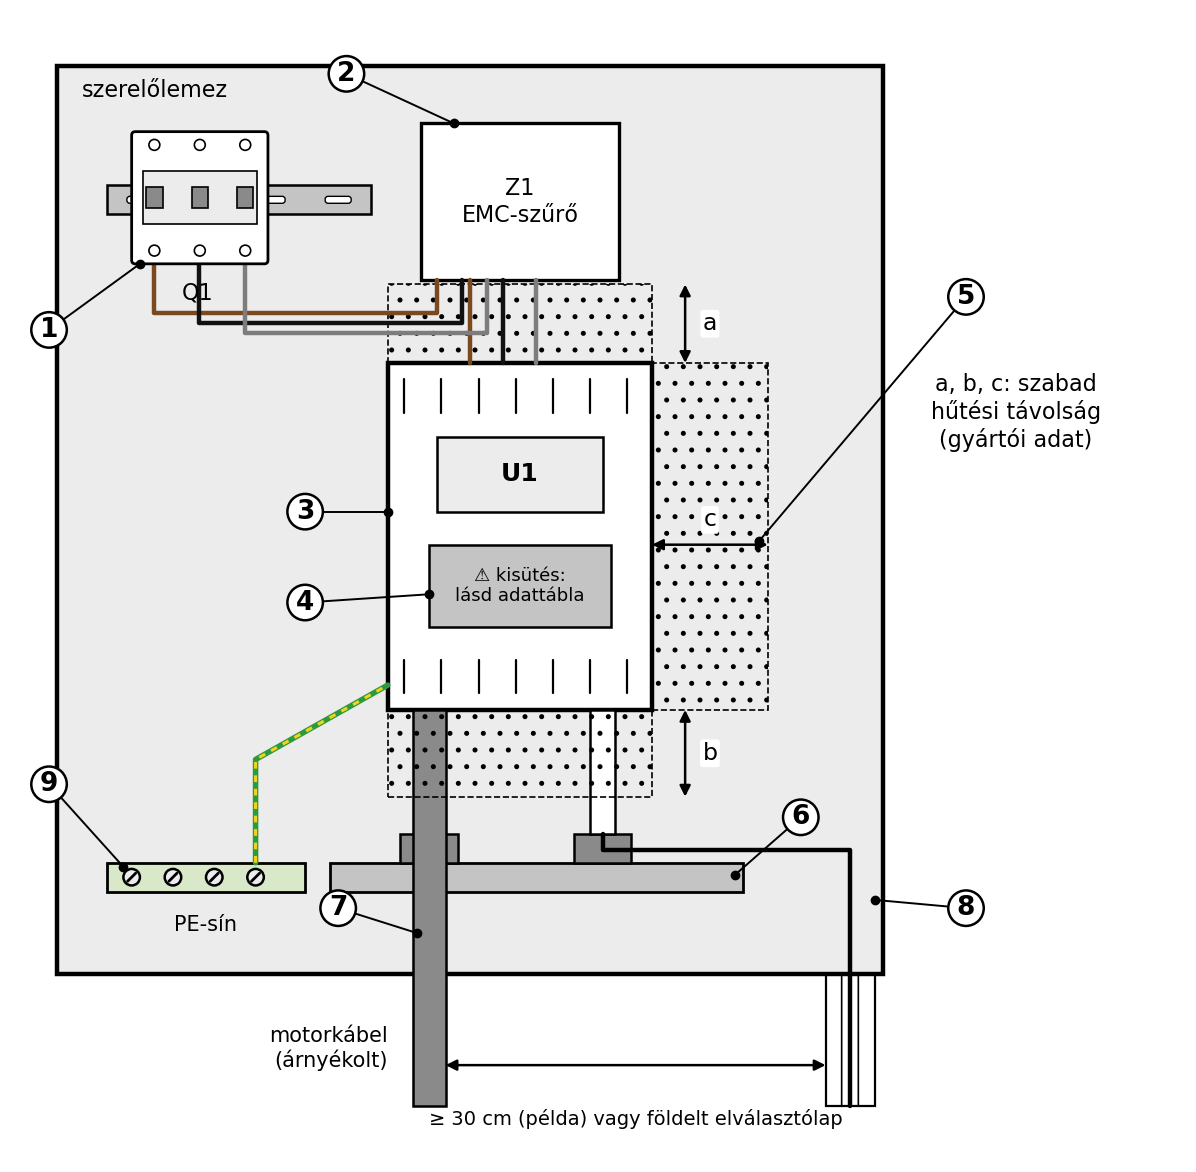 szerelőlemez
2
Z1
EMC-szűrő
Q1
1
a
5
a, b, c: szabad
hűtési távolság
(gyártói adat)
U1
3
c
⚠ kisütés:
lásd adattábla
4
b
9
6
PE-sín
7
8
motorkábel
(árnyékolt)
≥ 30 cm (példa) vagy földelt elválasztólap